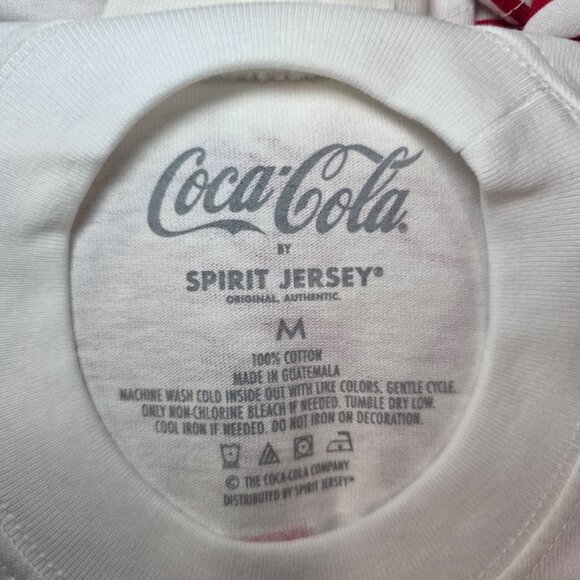 Coca-Cola®
BY
SPIRIT JERSEY®
ORIGINAL. AUTHENTIC.
M
100% COTTON
MADE IN GUATEMALA
MACHINE WASH COLD INSIDE OUT WITH LIKE COLORS. GENTLE CYCLE.
ONLY NON-CHLORINE BLEACH IF NEEDED. TUMBLE DRY LOW.
COOL IRON IF NEEDED. DO NOT IRON ON DECORATION.
© THE COCA-COLA COMPANY
DISTRIBUTED BY SPIRIT JERSEY®